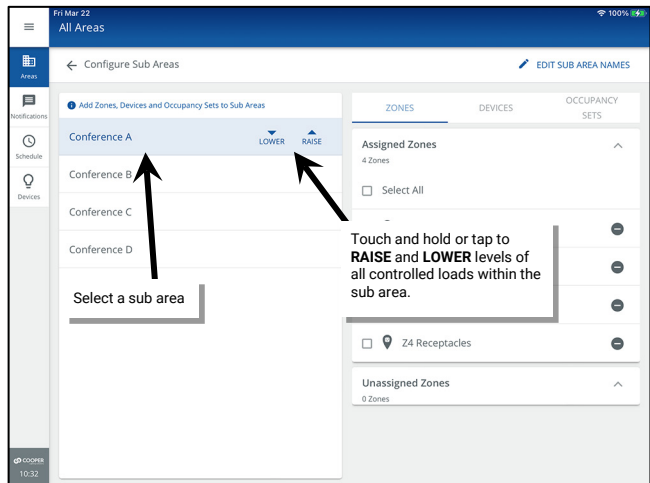 Fri Mar 22
100%
All Areas
Areas
Configure Sub Areas
EDIT SUB AREA NAMES
Notifications
Schedule
Devices
Add Zones, Devices and Occupancy Sets to Sub Areas
Conference A
LOWER
RAISE
Conference B
Conference C
Conference D
Select a sub area
ZONES
DEVICES
OCCUPANCY
SETS
Assigned Zones
4 Zones
Select All
Touch and hold or tap to
RAISE and LOWER levels of
all controlled loads within the
sub area.
Z4 Receptacles
Unassigned Zones
0 Zones
COOPER
10:32